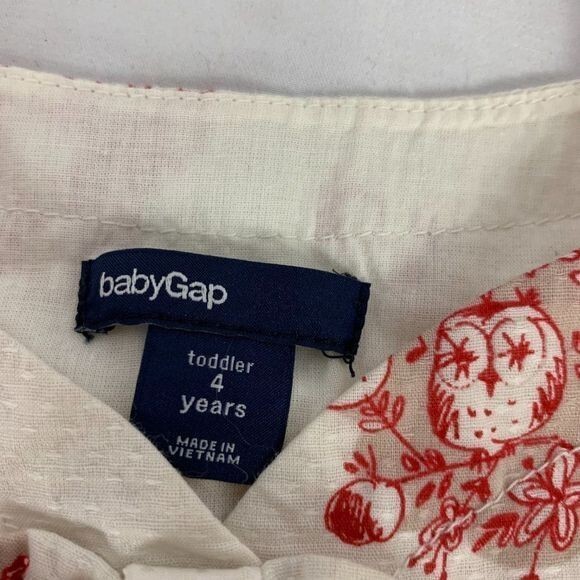 babyGap
toddler
4
years
MADE IN
VIETNAM